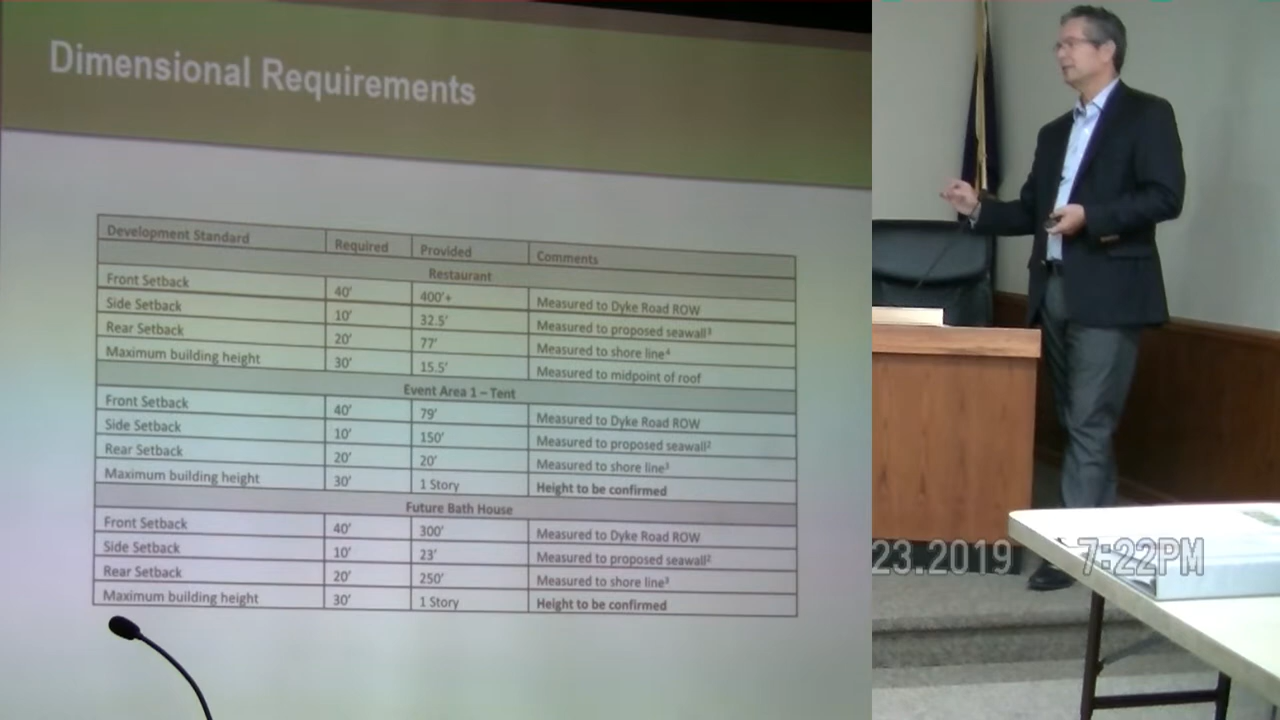 Dimensional Requirements
Development Standard Required Provided Comments
Restaurant
Front Setback 40' 400'+ Measured to Dyke Road ROW
Side Setback 10' 32.5' Measured to proposed seawall³
Rear Setback 20' 77' Measured to shore line⁴
Maximum building height 30' 15.5' Measured to midpoint of roof
Event Area 1 – Tent
Front Setback 40' 79' Measured to Dyke Road ROW
Side Setback 10' 150' Measured to proposed seawall²
Rear Setback 20' 20' Measured to shore line³
Maximum building height 30' 1 Story Height to be confirmed
Future Bath House
Front Setback 40' 300' Measured to Dyke Road ROW
Side Setback 10' 23' Measured to proposed seawall²
Rear Setback 20' 250' Measured to shore line³
Maximum building height 30' 1 Story Height to be confirmed
23.2019 7:22PM